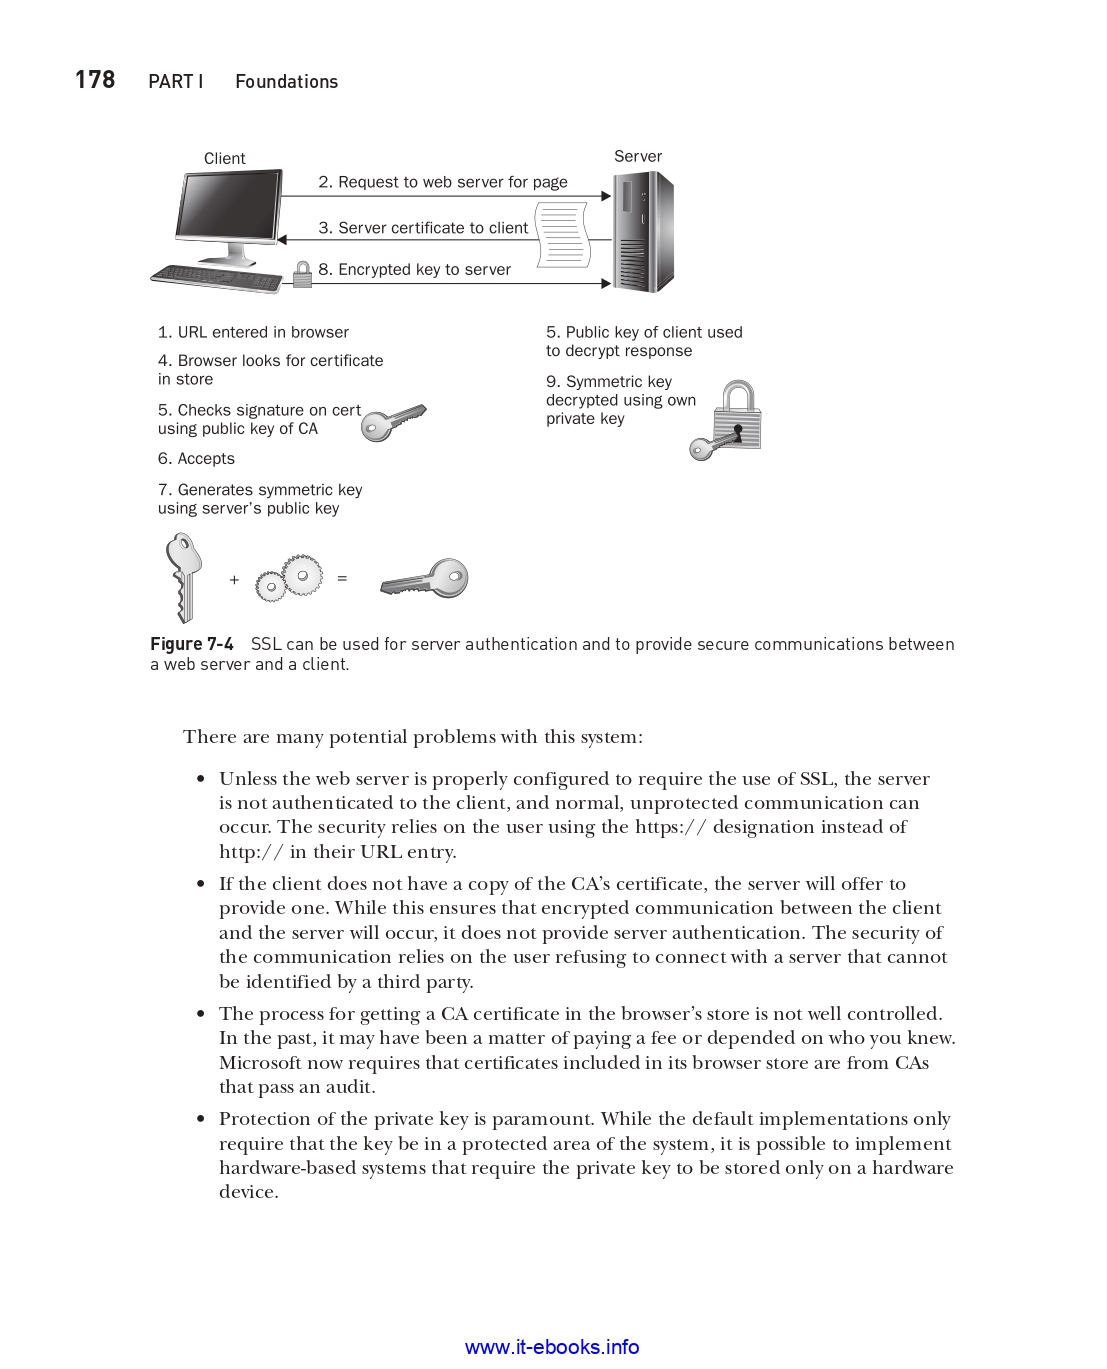 178 PART I Foundations
Client
Server
2. Request to web server for page
3. Server certificate to client
8. Encrypted key to server
1. URL entered in browser
4. Browser looks for certificate
in store
5. Checks signature on cert
using public key of CA
6. Accepts
7. Generates symmetric key
using server’s public key
5. Public key of client used
to decrypt response
9. Symmetric key
decrypted using own
private key
+ =
Figure 7-4 SSL can be used for server authentication and to provide secure communications between
a web server and a client.
There are many potential problems with this system:
• Unless the web server is properly configured to require the use of SSL, the server
is not authenticated to the client, and normal, unprotected communication can
occur. The security relies on the user using the https:// designation instead of
http:// in their URL entry.
• If the client does not have a copy of the CA’s certificate, the server will offer to
provide one. While this ensures that encrypted communication between the client
and the server will occur, it does not provide server authentication. The security of
the communication relies on the user refusing to connect with a server that cannot
be identified by a third party.
• The process for getting a CA certificate in the browser’s store is not well controlled.
In the past, it may have been a matter of paying a fee or depended on who you knew.
Microsoft now requires that certificates included in its browser store are from CAs
that pass an audit.
• Protection of the private key is paramount. While the default implementations only
require that the key be in a protected area of the system, it is possible to implement
hardware-based systems that require the private key to be stored only on a hardware
device.
www.it-ebooks.info